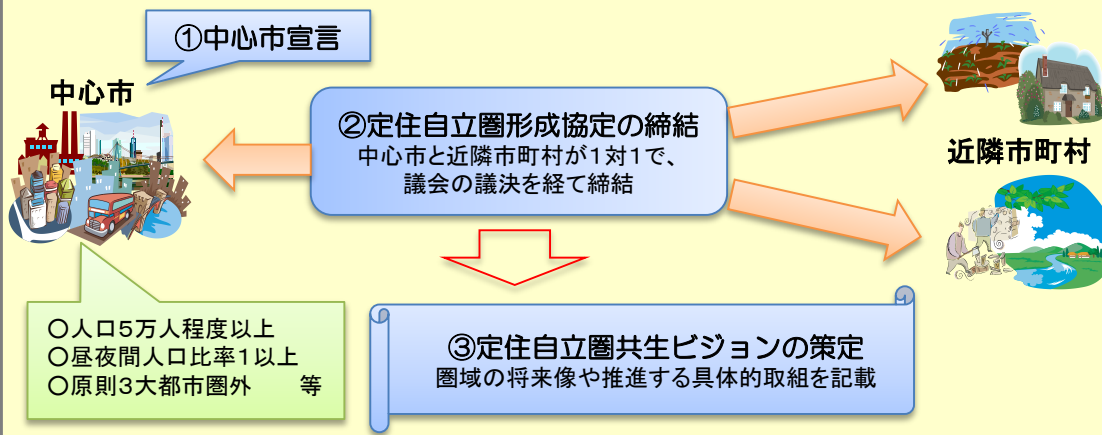 ①中心市宣言
中心市
②定住自立圏形成協定の締結
中心市と近隣市町村が１対１で、
議会の議決を経て締結
近隣市町村
○人口５万人程度以上
○昼夜間人口比率１以上
○原則３大都市圏外　　等
③定住自立圏共生ビジョンの策定
圏域の将来像や推進する具体的取組を記載